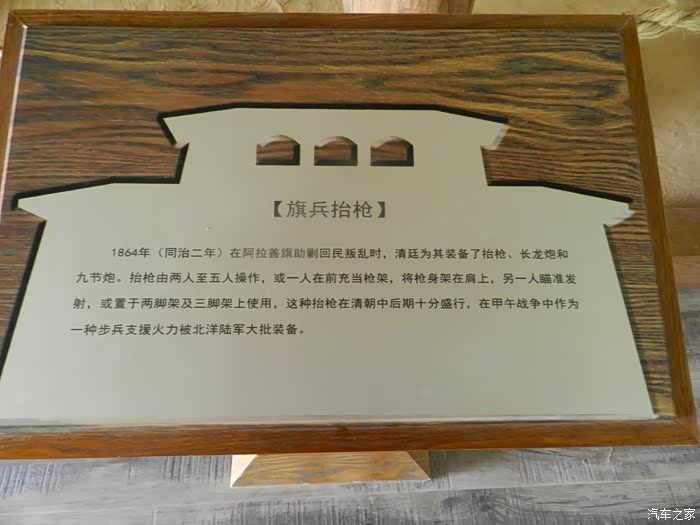 【旗兵抬枪】
1864年（同治二年）在阿拉善旗助剿回民叛乱时，清廷为其装备了抬枪、长龙炮和
九节炮。抬枪由两人至五人操作，或一人在前充当枪架，将枪身架在肩上，另一人瞄准发
射，或置于两脚架及三脚架上使用，这种抬枪在清朝中后期十分盛行，在甲午战争中作为
一种步兵支援火力被北洋陆军大批装备。
汽车之家